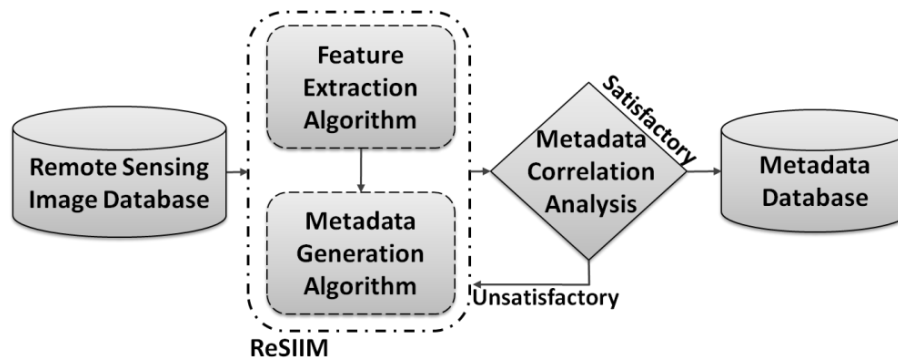 Remote Sensing
Image Database
Feature
Extraction
Algorithm
Metadata
Generation
Algorithm
ReSIIM
Metadata
Correlation
Analysis
Satisfactory
Unsatisfactory
Metadata
Database